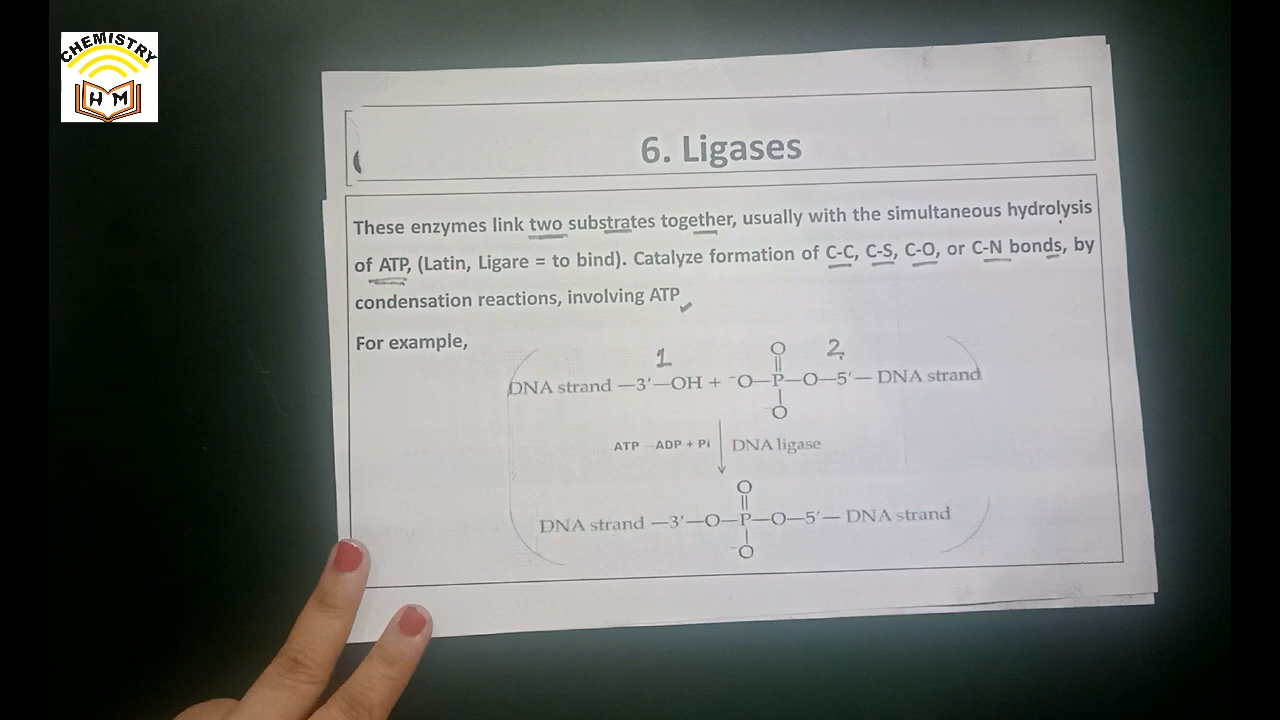 CHEMISTRY
H M
6. Ligases
These enzymes link two substrates together, usually with the simultaneous hydrolysis
of ATP, (Latin, Ligare = to bind). Catalyze formation of C-C, C-S, C-O, or C-N bonds, by
condensation reactions, involving ATP
For example,
1 2
O
DNA strand —3′—OH + ⁻O—P—O—5′— DNA strand
⁻O
ATP ADP + Pi DNA ligase
O
DNA strand —3′—O—P—O—5′— DNA strand
⁻O